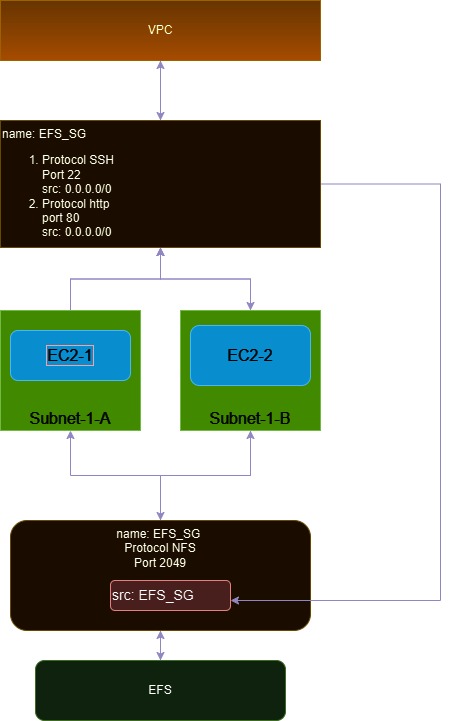 VPC
name: EFS_SG
1. Protocol SSH
Port 22
src: 0.0.0.0/0
2. Protocol http
port 80
src: 0.0.0.0/0
EC2-1
EC2-2
Subnet-1-A
Subnet-1-B
name: EFS_SG
Protocol NFS
Port 2049
src: EFS_SG
EFS